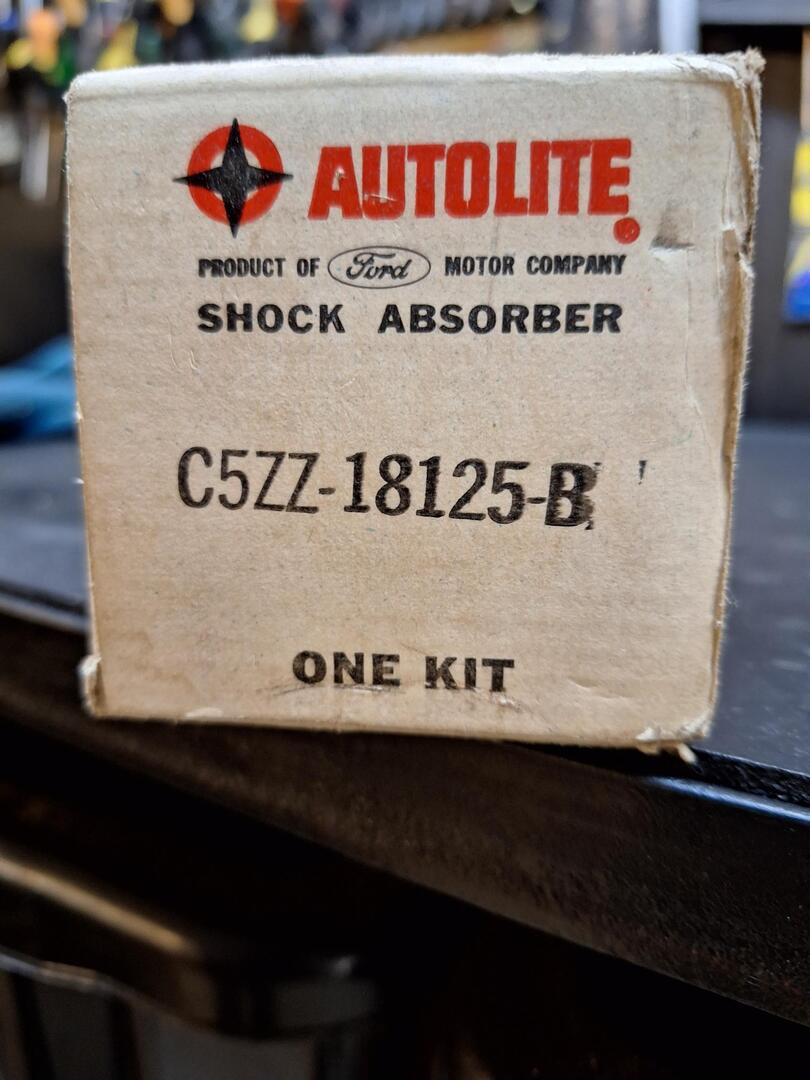 AUTOLITE
PRODUCT OF Ford MOTOR COMPANY
SHOCK ABSORBER
C5ZZ-18125-B
ONE KIT